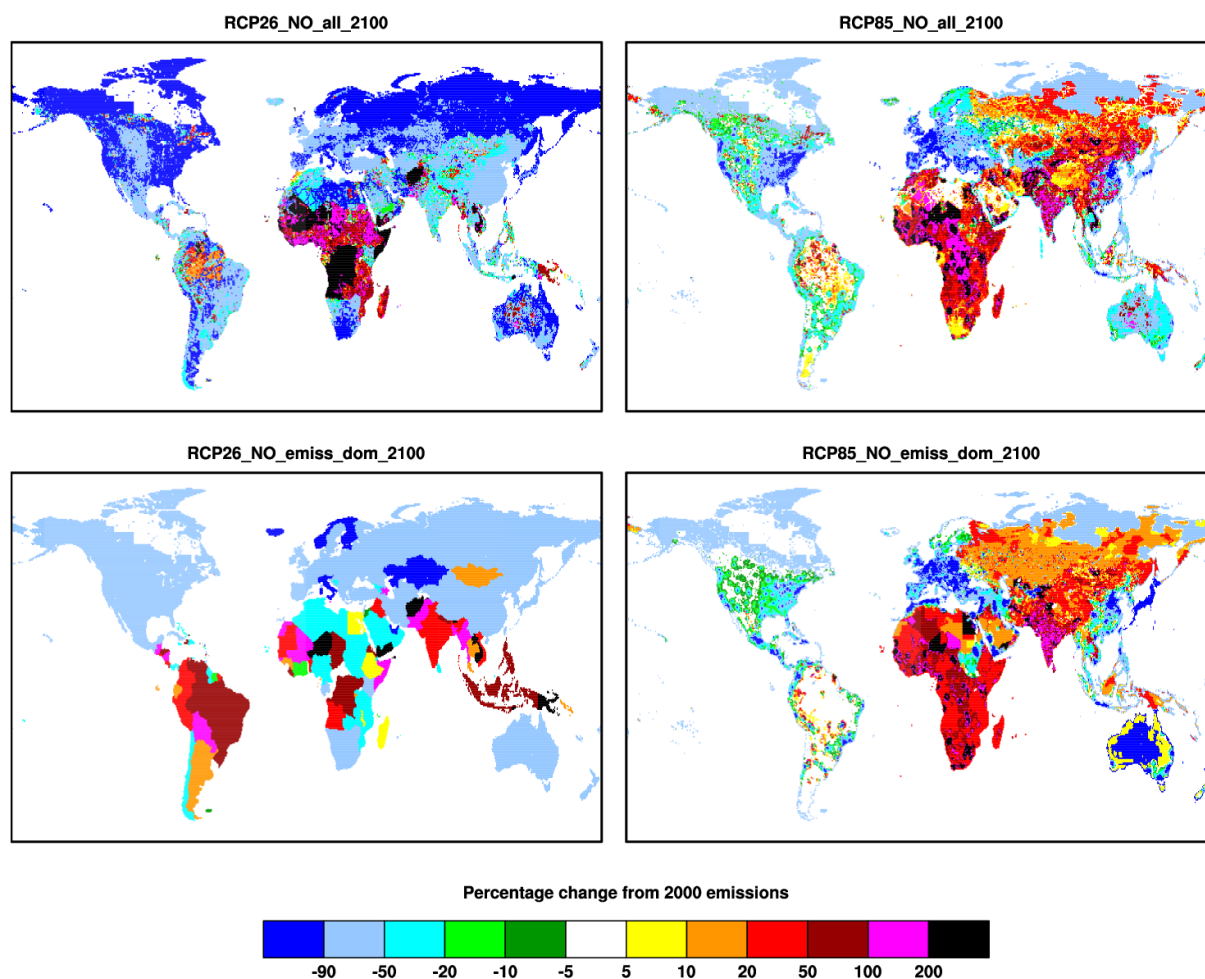 RCP26_NO_all_2100
RCP85_NO_all_2100
RCP26_NO_emiss_dom_2100
RCP85_NO_emiss_dom_2100
Percentage change from 2000 emissions
-90 -50 -20 -10 -5 5 10 20 50 100 200